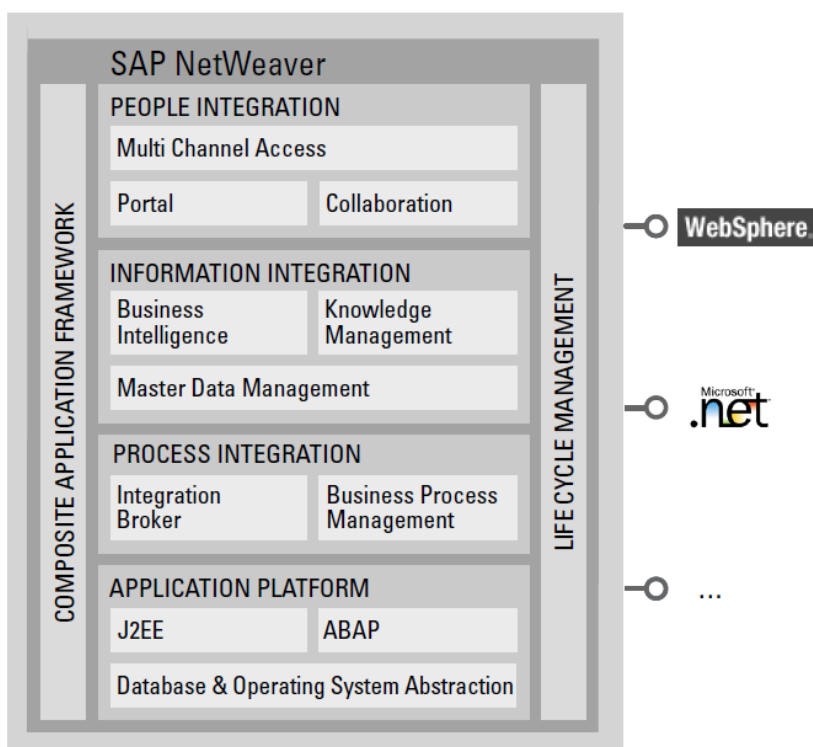 SAP NetWeaver
COMPOSITE APPLICATION FRAMEWORK
PEOPLE INTEGRATION
Multi Channel Access
Portal
Collaboration
INFORMATION INTEGRATION
Business
Intelligence
Knowledge
Management
Master Data Management
PROCESS INTEGRATION
Integration
Broker
Business Process
Management
APPLICATION PLATFORM
J2EE
ABAP
Database & Operating System Abstraction
LIFE CYCLE MANAGEMENT
WebSphere
Microsoft
.net
...